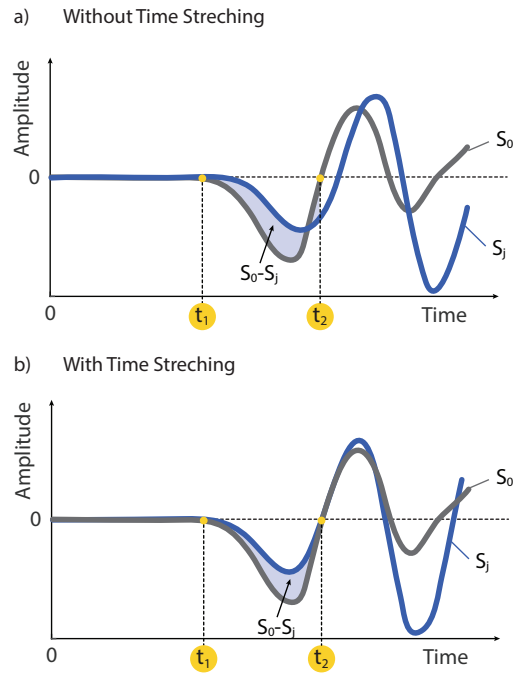 a) Without Time Streching
Amplitude
0
S0
Sj
S0-Sj
0
t1
t2
Time
b) With Time Streching
Amplitude
0
S0
Sj
S0-Sj
t1
t2
Time